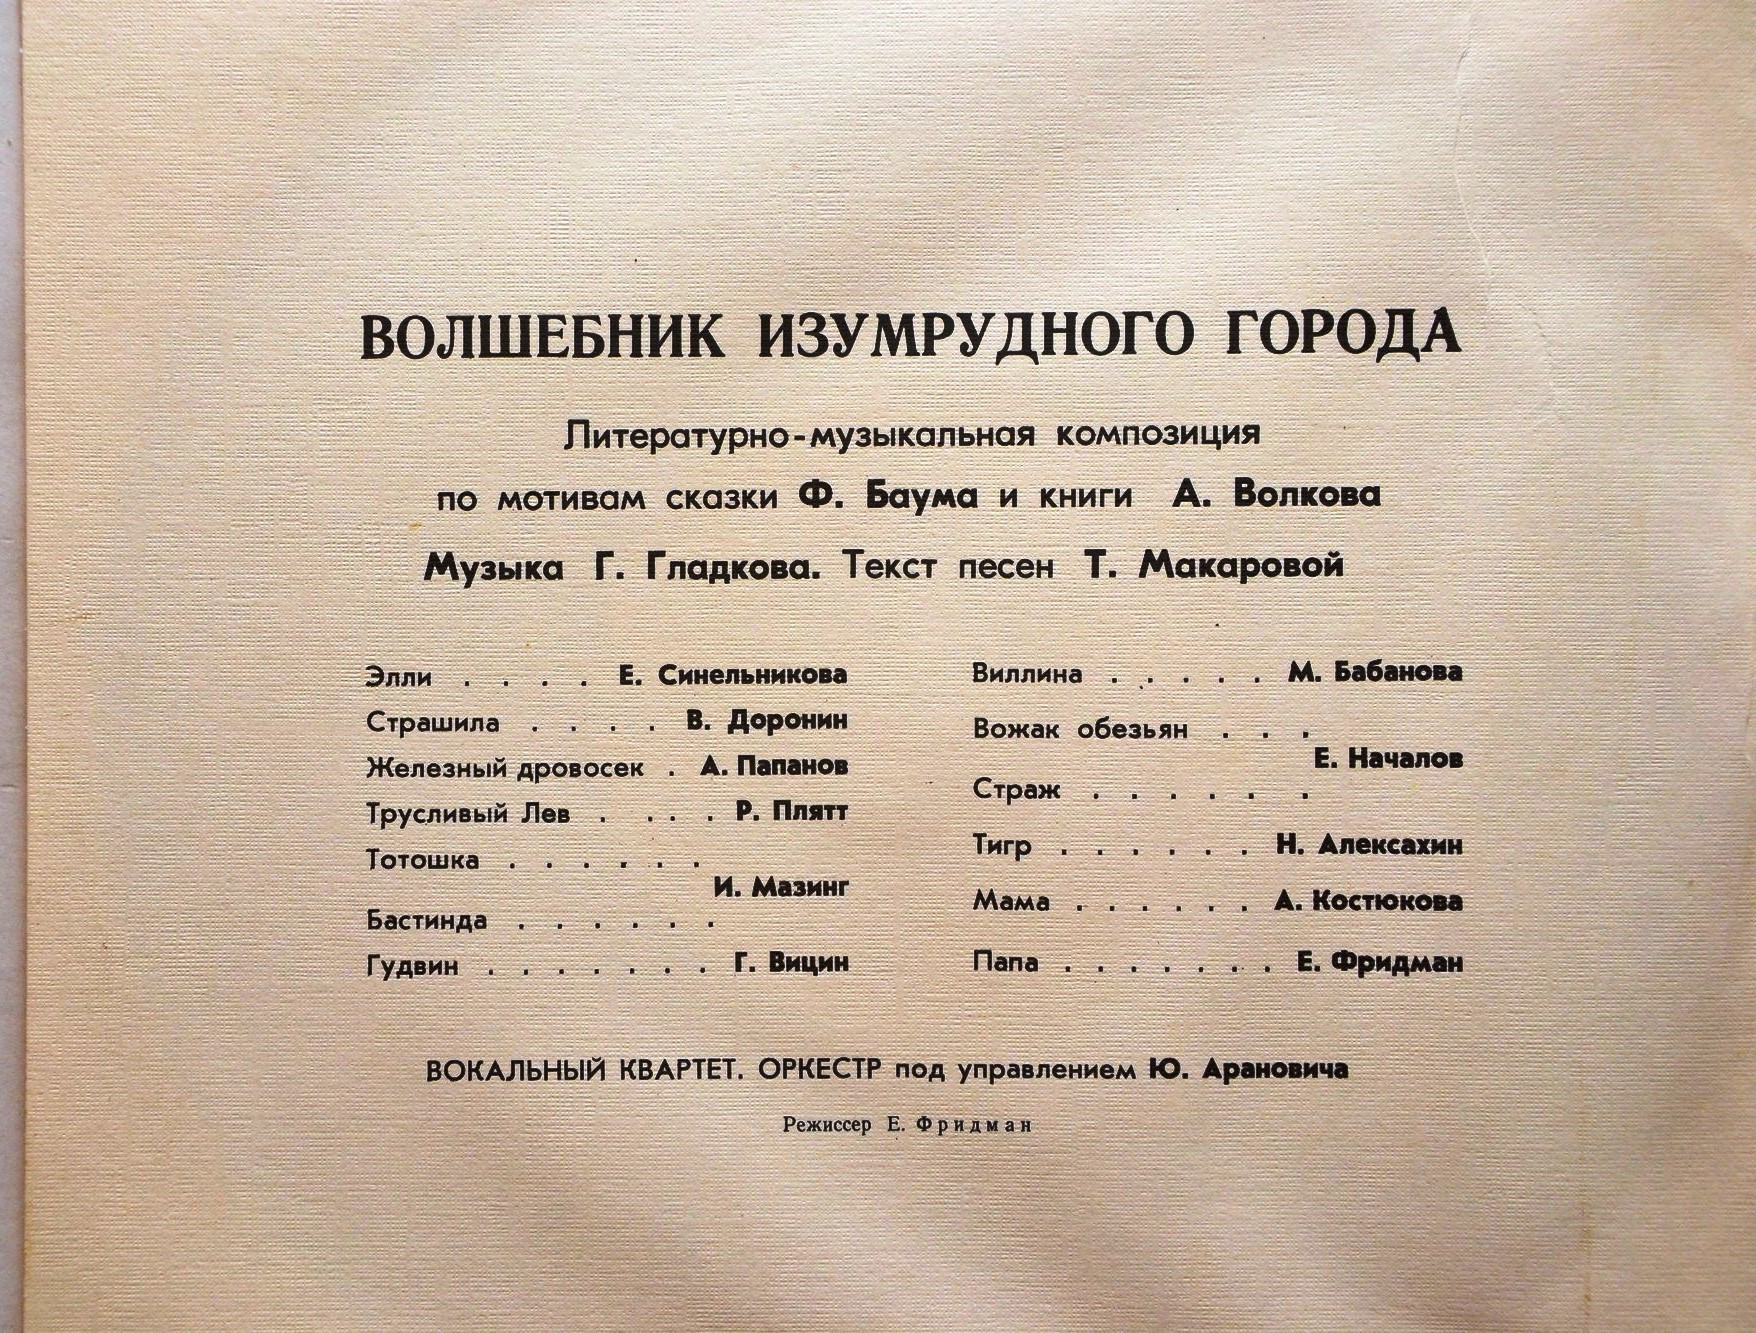 ВОЛШЕБНИК ИЗУМРУДНОГО ГОРОДА
Литературно-музыкальная композиция
по мотивам сказки Ф. Баума и книги А. Волкова
Музыка Г. Гладкова. Текст песен Т. Макаровой
Элли . . . . Е. Синельникова
Страшила . . . . В. Доронин
Железный дровосек . А. Папанов
Трусливый Лев . . . . Р. Плятт
Тотошка . . . . . .
И. Мазинг
Бастинда . . . . . .
Гудвин . . . . . . . Г. Вицин
Виллина . . . . . М. Бабанова
Вожак обезьян . . .
Е. Началов
Страж . . . . . .
Тигр . . . . . . Н. Алексахин
Мама . . . . . . А. Костюкова
Папа . . . . . . . Е. Фридман
ВОКАЛЬНЫЙ КВАРТЕТ. ОРКЕСТР под управлением Ю. Арановича
Режиссер Е. Фридман